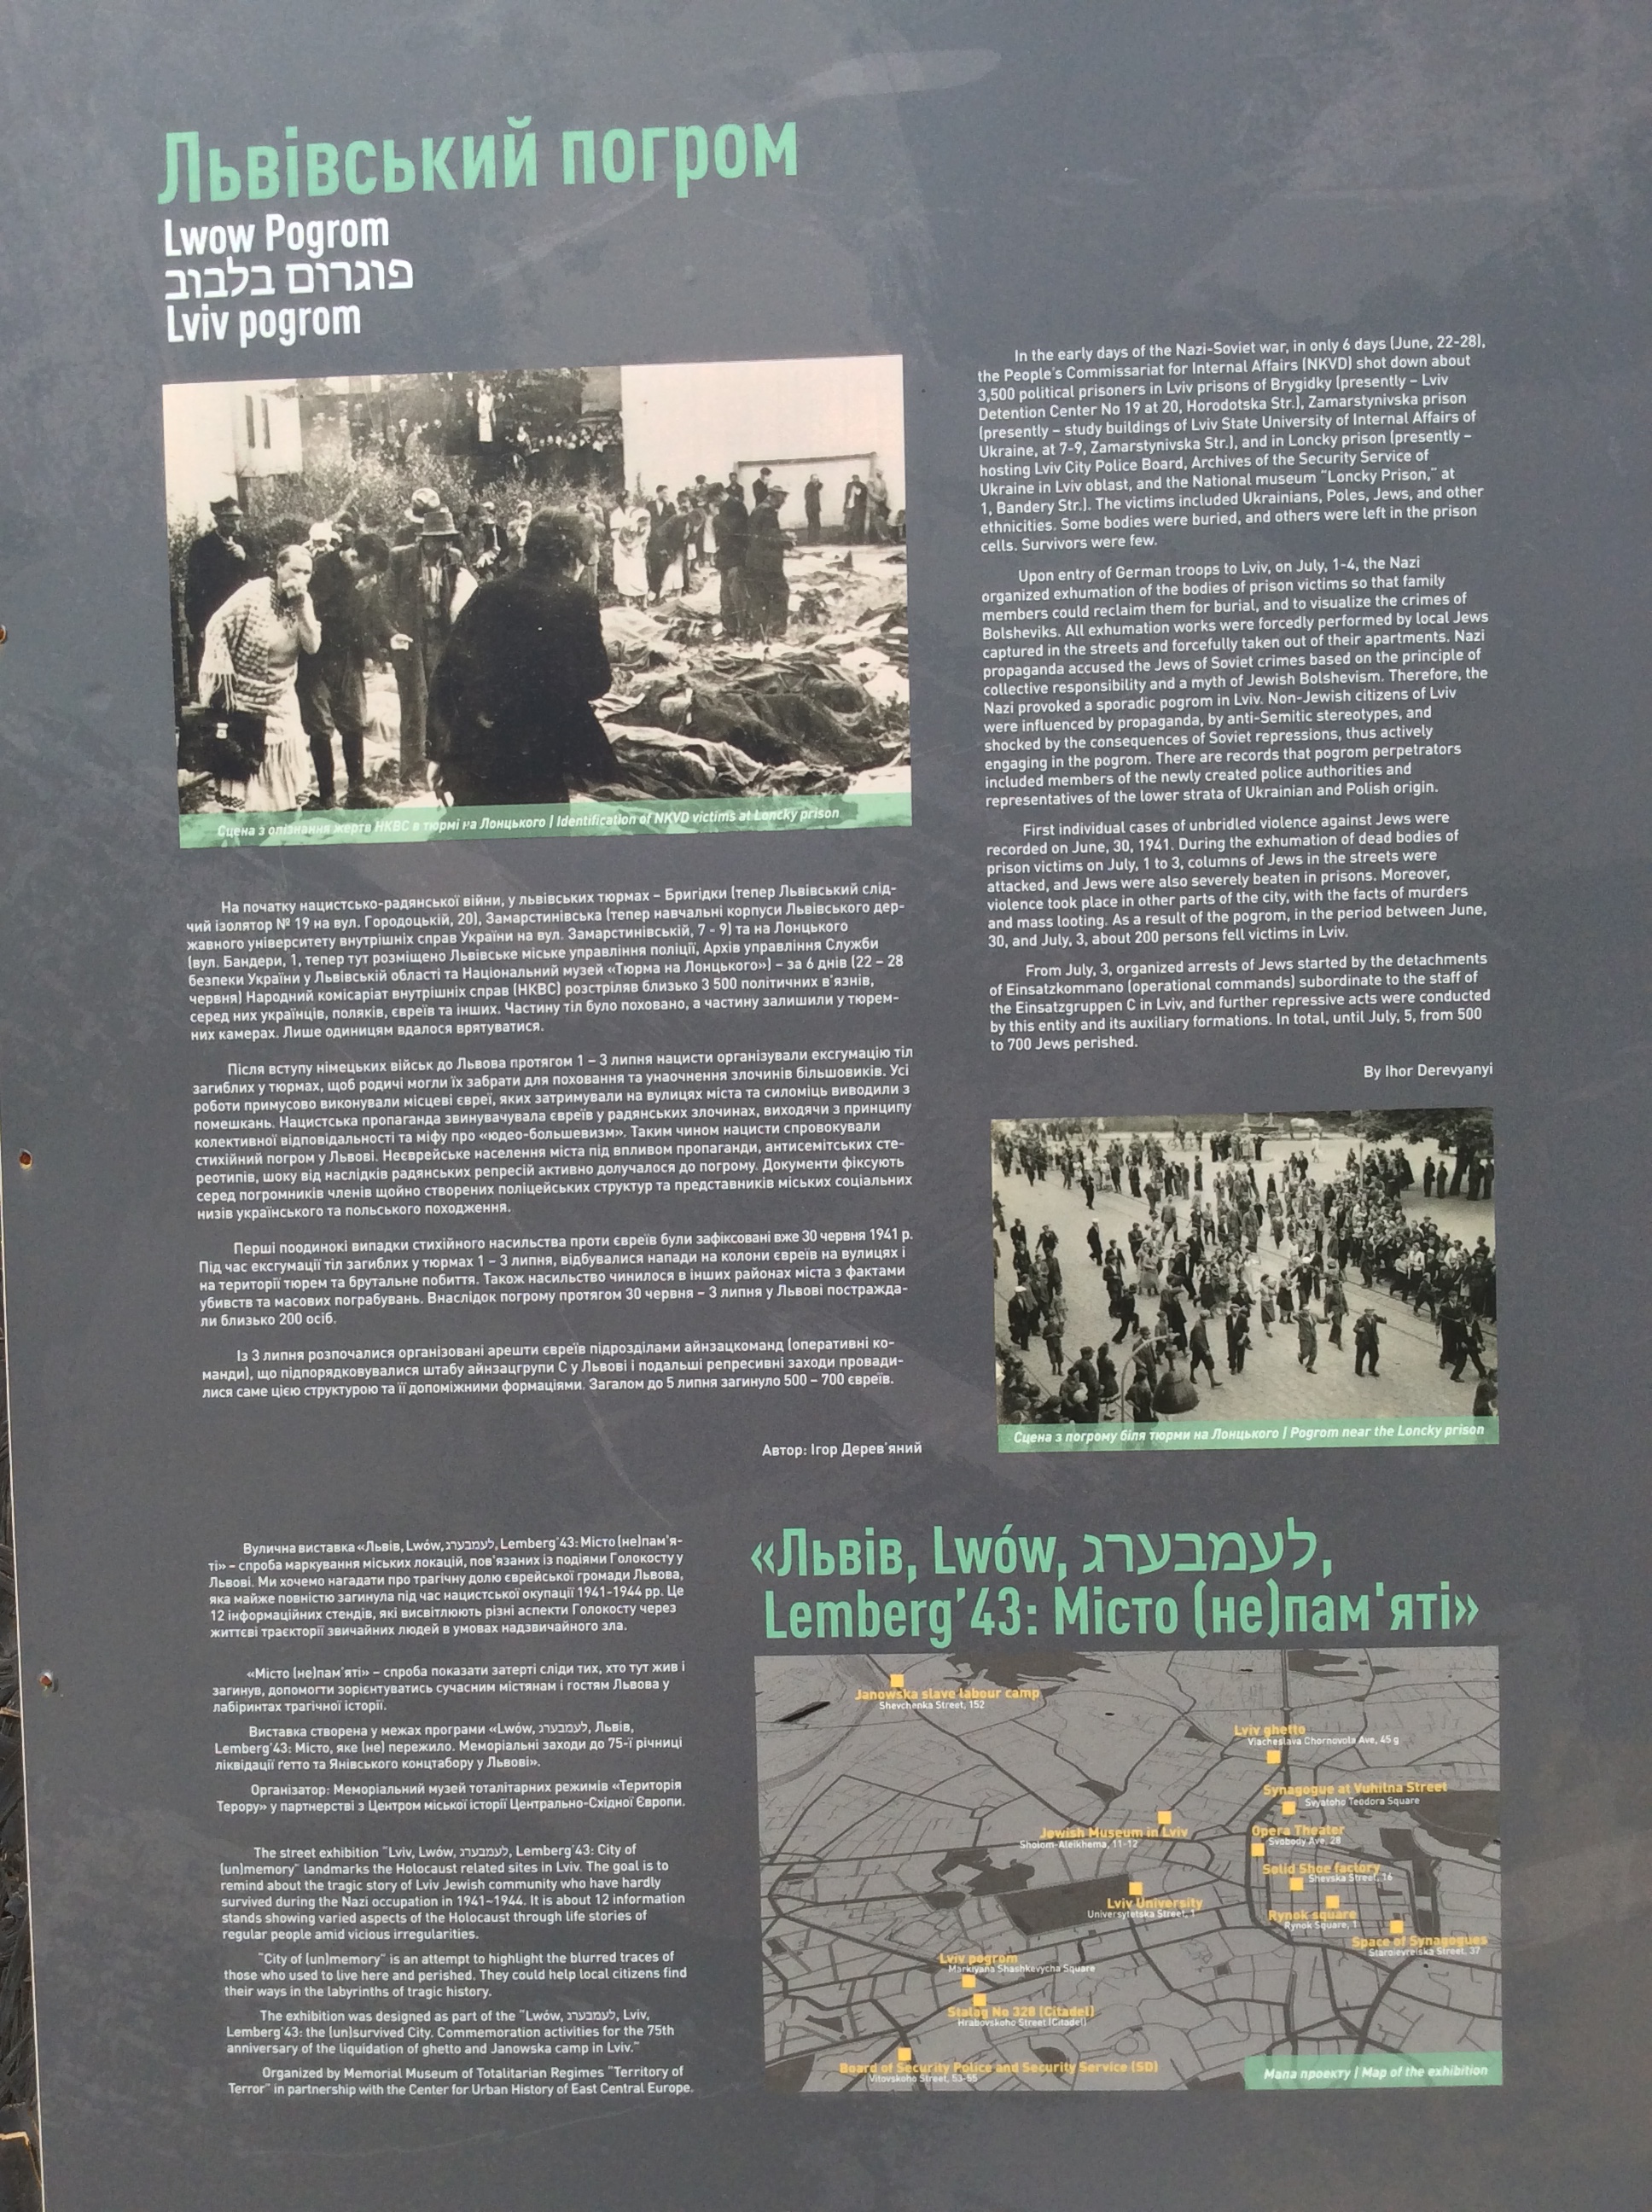 Львівський погром
Lwow Pogrom
פוגרום בלבוב
Lviv pogrom
Сцена з опізнання жертв НКВС в тюрмі на Лонцького | Identification of NKVD victims at Loncky prison
На початку нацистсько-радянської війни, у львівських тюрмах – Бригідки (тепер Львівський слід-
чий ізолятор № 19 на вул. Городоцькій, 20), Замарстинівська (тепер навчальні корпуси Львівського дер-
жавного університету внутрішніх справ України на вул. Замарстинівській, 7 - 9) та на Лонцького
(вул. Бандери, 1, тепер тут розміщено Львівське міське управління поліції, Архів управління Служби
безпеки України у Львівській області та Національний музей «Тюрма на Лонцького») – за 6 днів (22 – 28
червня) Народний комісаріат внутрішніх справ (НКВС) розстріляв близько 3 500 політичних в'язнів,
серед них українців, поляків, євреїв та інших. Частину тіл було поховано, а частину залишили у тюрем-
них камерах. Лише одиницям вдалося врятуватися.
Після вступу німецьких військ до Львова протягом 1 – 3 липня нацисти організували ексгумацію тіл
загиблих у тюрмах, щоб родичі могли їх забрати для поховання та унаочнення злочинів більшовиків. Усі
роботи примусово виконували місцеві євреї, яких затримували на вулицях міста та силоміць виводили з
помешкань. Нацистська пропаганда звинувачувала євреїв у радянських злочинах, виходячи з принципу
колективної відповідальності та міфу про «юдео-большевизм». Таким чином нацисти спровокували
стихійний погром у Львові. Неєврейське населення міста під впливом пропаганди, антисемітських сте-
реотипів, шоку від наслідків радянських репресій активно долучалося до погрому. Документи фіксують
серед погромників членів щойно створених поліцейських структур та представників міських соціальних
низів українського та польського походження.
Перші поодинокі випадки стихійного насильства проти євреїв були зафіксовані вже 30 червня 1941 р.
Під час ексгумації тіл загиблих у тюрмах 1 – 3 липня, відбувалися напади на колони євреїв на вулицях і
на території тюрем та брутальне побиття. Також насильство чинилося в інших районах міста з фактами
убивств та масових пограбувань. Внаслідок погрому протягом 30 червня – 3 липня у Львові постражда-
ли близько 200 осіб.
Із 3 липня розпочалися організовані арешти євреїв підрозділами айнзацкоманд (оперативні ко-
манди), що підпорядковувалися штабу айнзацгрупи С у Львові і подальші репресивні заходи провади-
лися саме цією структурою та її допоміжними формаціями. Загалом до 5 липня загинуло 500 – 700 євреїв.
Автор: Ігор Дерев'яний
In the early days of the Nazi-Soviet war, in only 6 days (June, 22-28),
the People's Commissariat for Internal Affairs (NKVD) shot down about
3,500 political prisoners in Lviv prisons of Brygidky (presently – Lviv
Detention Center No 19 at 20, Horodotska Str.), Zamarstynivska prison
(presently – study buildings of Lviv State University of Internal Affairs of
Ukraine, at 7-9, Zamarstynivska Str.), and in Loncky prison (presently –
hosting Lviv City Police Board, Archives of the Security Service of
Ukraine in Lviv oblast, and the National museum "Loncky Prison," at
1, Bandery Str.). The victims included Ukrainians, Poles, Jews, and other
ethnicities. Some bodies were buried, and others were left in the prison
cells. Survivors were few.
Upon entry of German troops to Lviv, on July, 1-4, the Nazi
organized exhumation of the bodies of prison victims so that family
members could reclaim them for burial, and to visualize the crimes of
Bolsheviks. All exhumation works were forcedly performed by local Jews
captured in the streets and forcefully taken out of their apartments. Nazi
propaganda accused the Jews of Soviet crimes based on the principle of
collective responsibility and a myth of Jewish Bolshevism. Therefore, the
Nazi provoked a sporadic pogrom in Lviv. Non-Jewish citizens of Lviv
were influenced by propaganda, by anti-Semitic stereotypes, and
shocked by the consequences of Soviet repressions, thus actively
engaging in the pogrom. There are records that pogrom perpetrators
included members of the newly created police authorities and
representatives of the lower strata of Ukrainian and Polish origin.
First individual cases of unbridled violence against Jews were
recorded on June, 30, 1941. During the exhumation of dead bodies of
prison victims on July, 1 to 3, columns of Jews in the streets were
attacked, and Jews were also severely beaten in prisons. Moreover,
violence took place in other parts of the city, with the facts of murders
and mass looting. As a result of the pogrom, in the period between June,
30, and July, 3, about 200 persons fell victims in Lviv.
From July, 3, organized arrests of Jews started by the detachments
of Einsatzkommano (operational commands) subordinate to the staff of
the Einsatzgruppen C in Lviv, and further repressive acts were conducted
by this entity and its auxiliary formations. In total, until July, 5, from 500
to 700 Jews perished.
By Ihor Derevyanyi
Сцена з погрому біля тюрми на Лонцького | Pogrom near the Loncky prison
Вулична виставка «Львів, Lwów, לעמבערג, Lemberg'43: Місто (не)пам'я-
ті» – спроба маркування міських локацій, пов'язаних із подіями Голокосту у
Львові. Ми хочемо нагадати про трагічну долю єврейської громади Львова,
яка майже повністю загинула під час нацистської окупації 1941-1944 рр. Це
12 інформаційних стендів, які висвітлюють різні аспекти Голокосту через
життєві траєкторії звичайних людей в умовах надзвичайного зла.
«Місто (не)пам'яті» – спроба показати затерті сліди тих, хто тут жив і
загинув, допомогти зорієнтуватись сучасним містянам і гостям Львова у
лабіринтах трагічної історії.
Виставка створена у межах програми «Lwów, לעמבערג, Львів,
Lemberg'43: Місто, яке (не) пережило. Меморіальні заходи до 75-ї річниці
ліквідації ґетто та Янівського концтабору у Львові».
Організатор: Меморіальний музей тоталітарних режимів «Територія
Терору» у партнерстві з Центром міської історії Центрально-Східної Європи.
The street exhibition "Lviv, Lwów, לעמבערג, Lemberg'43: City of
(un)memory" landmarks the Holocaust related sites in Lviv. The goal is to
remind about the tragic story of Lviv Jewish community who have hardly
survived during the Nazi occupation in 1941–1944. It is about 12 information
stands showing varied aspects of the Holocaust through life stories of
regular people amid vicious irregularities.
"City of (un)memory" is an attempt to highlight the blurred traces of
those who used to live here and perished. They could help local citizens find
their ways in the labyrinths of tragic history.
The exhibition was designed as part of the "Lwów, לעמבערג, Lviv,
Lemberg'43: the (un)survived City. Commemoration activities for the 75th
anniversary of the liquidation of ghetto and Janowska camp in Lviv."
Organized by Memorial Museum of Totalitarian Regimes "Territory of
Terror" in partnership with the Center for Urban History of East Central Europe.
«Львів, Lwów, לעמבערג,
Lemberg'43: Місто (не)пам'яті»
Janowska slave labour camp
Shevchenka Street, 152
Lviv ghetto
Viacheslava Chornovola Ave, 45 g
Synagogue at Vuhilna Street
Svyatoho Teodora Square
Jewish Museum in Lviv
Sholom-Aleikhema, 11-12
Opera Theater
Svobody Ave, 28
Solid Shoe factory
Shevska Street, 16
Lviv University
Universytetska Street, 1
Rynok square
Rynok Square, 1
Space of Synagogues
Staroievreiska Street, 37
Lviv pogrom
Markiyana Shashkevycha Square
Stalag No 328 (Citadel)
Hrabovskoho Street (Citadel)
Board of Security Police and Security Service (SD)
Vitovskoho Street, 53-55
Мапа проекту | Map of the exhibition